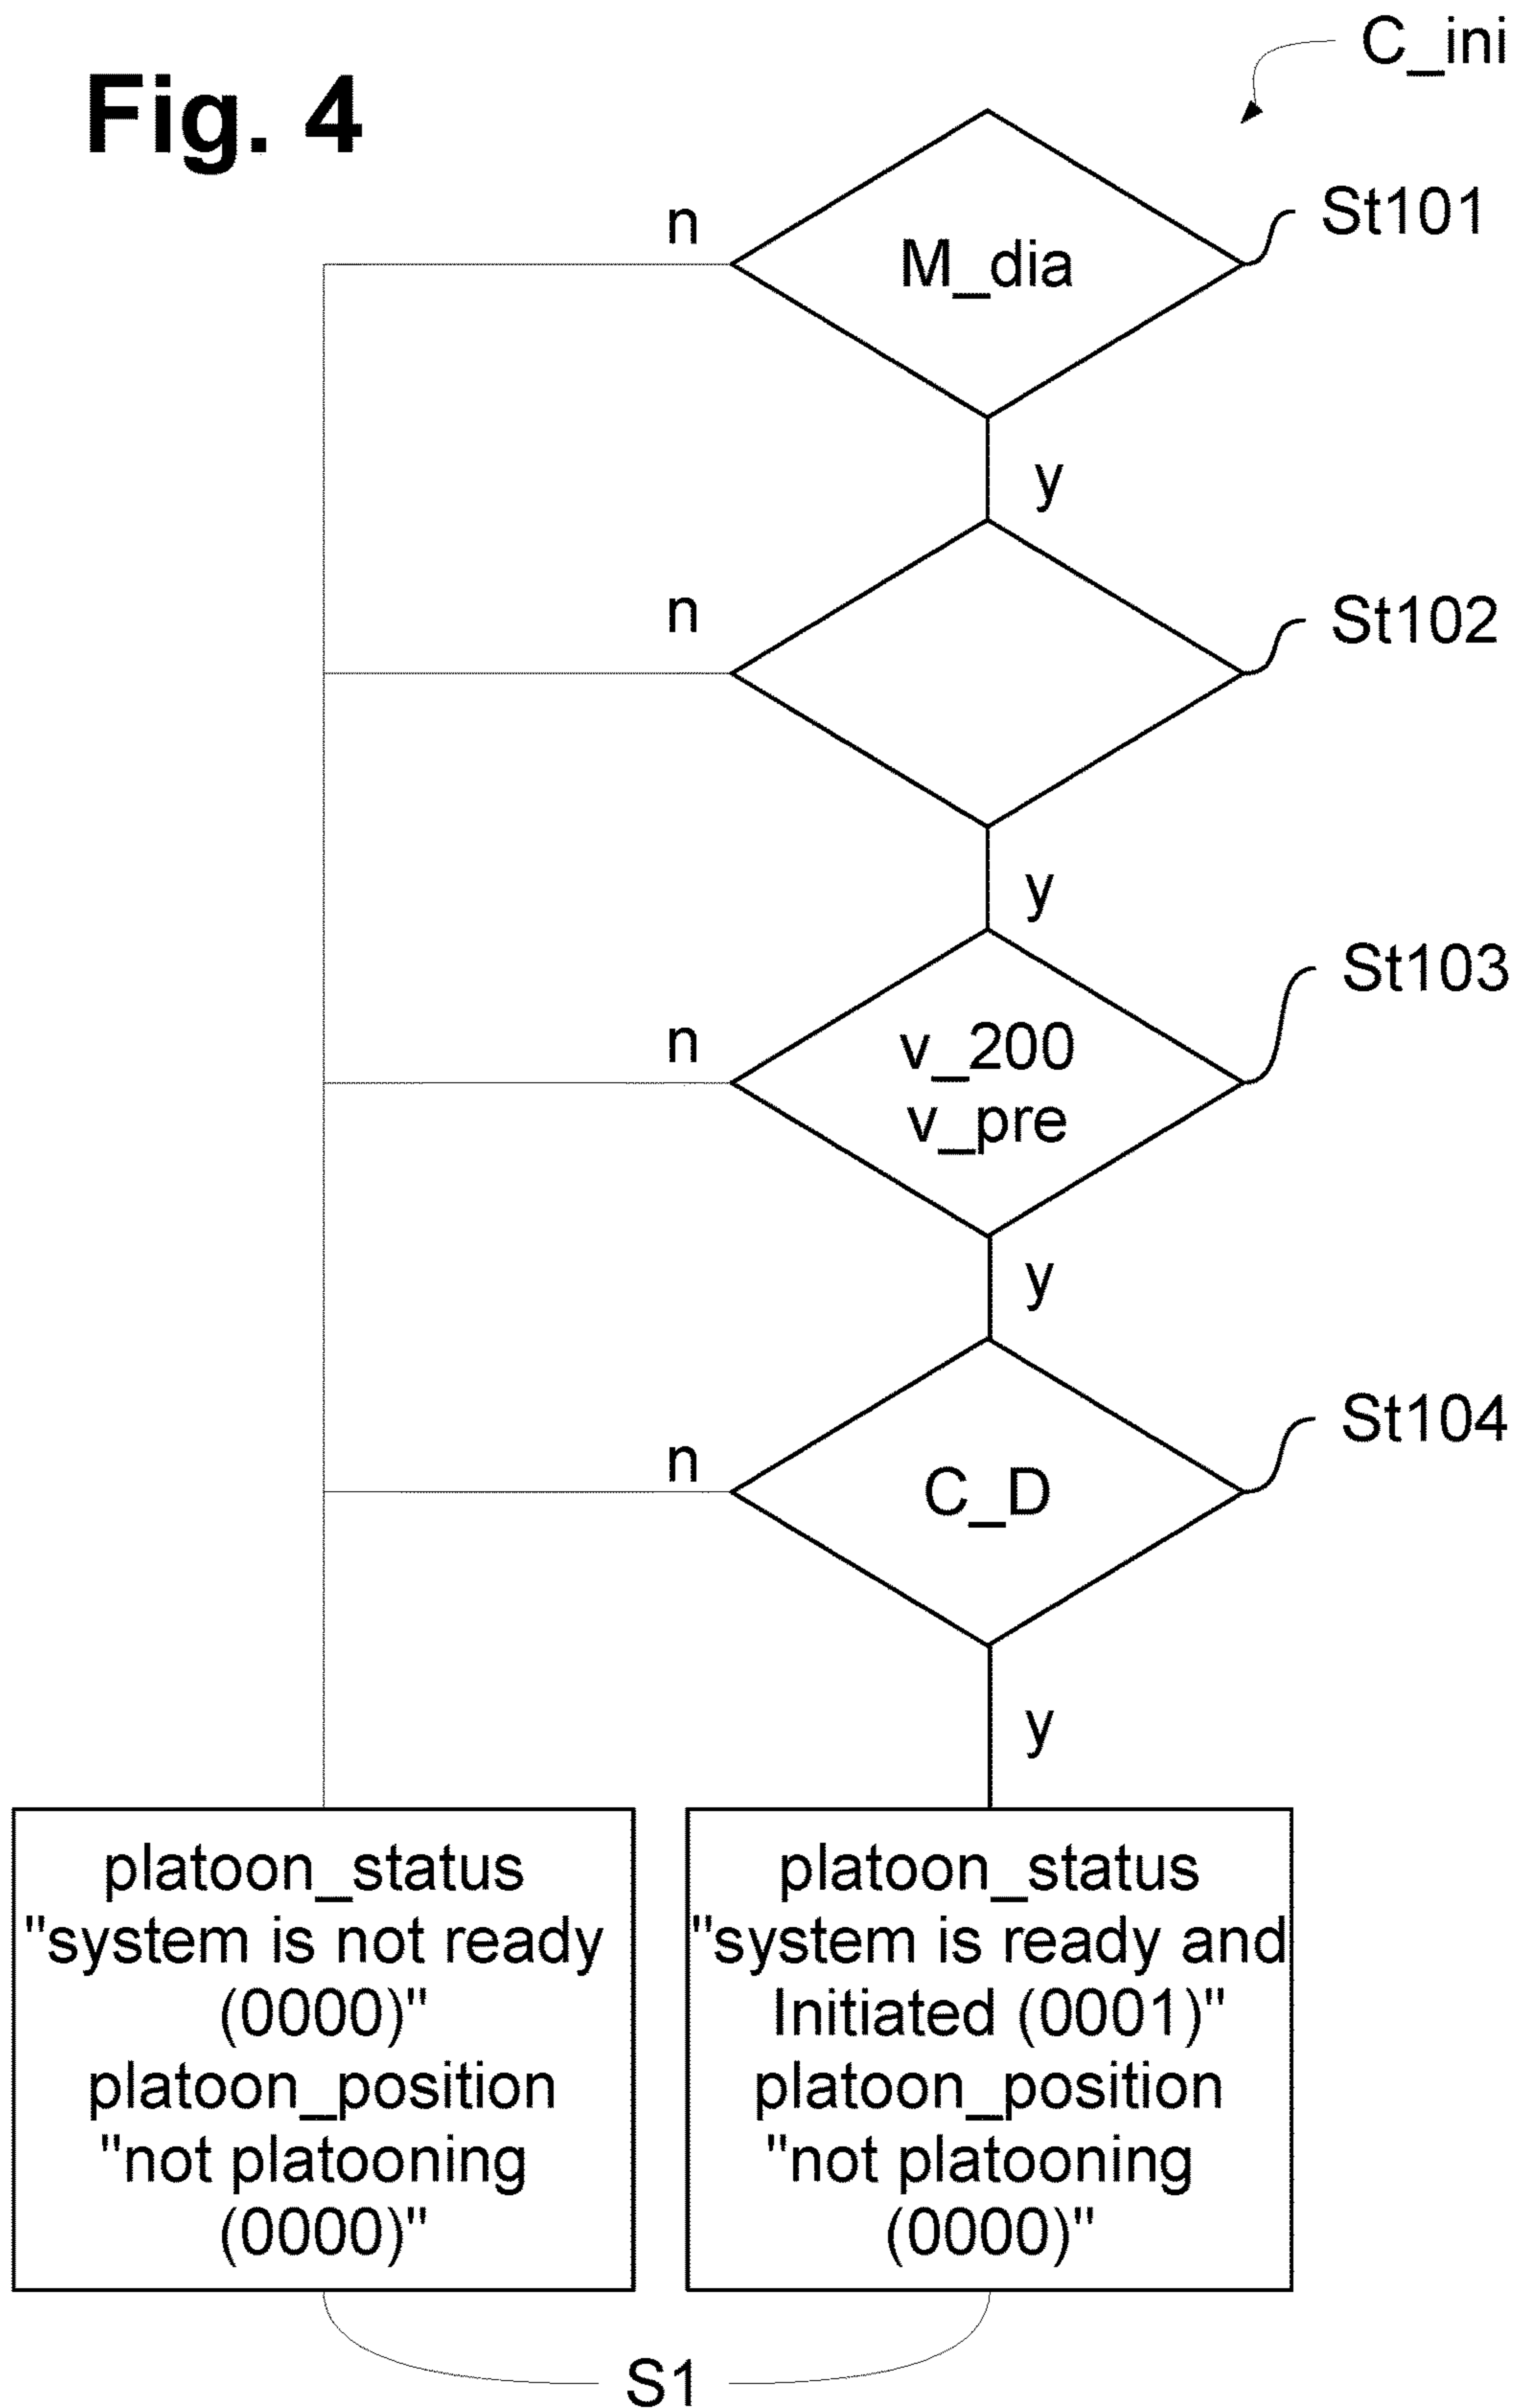 Fig. 4
C_ini
St101
n
M_dia
y
St102
n
y
St103
n
v_200
v_pre
y
St104
n
C_D
y
platoon_status
"system is not ready
(0000)"
platoon_position
"not platooning
(0000)"
platoon_status
"system is ready and
Initiated (0001)"
platoon_position
"not platooning
(0000)"
S1